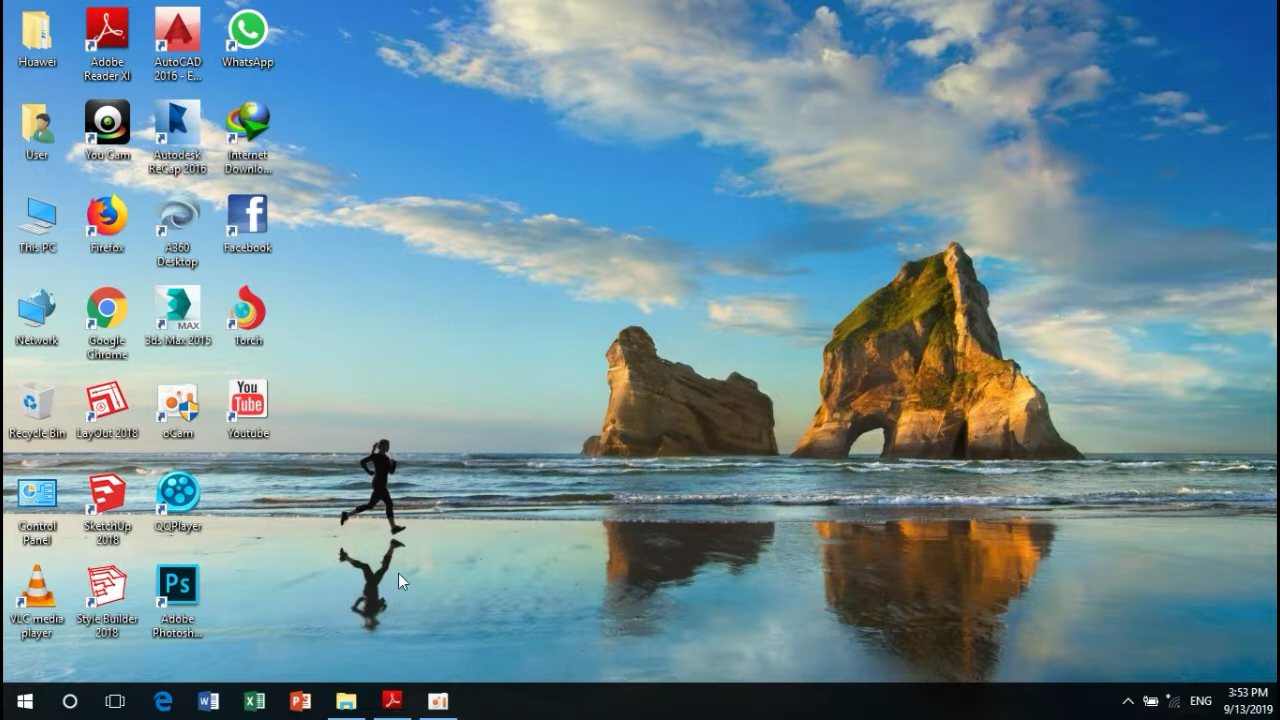 Huawei
Adobe
Reader XI
AutoCAD
2016 - E...
WhatsApp
User
You Cam
Autodesk
ReCap 2016
Internet
Downlo...
This PC
Firefox
A360
Desktop
Facebook
Network
Google
Chrome
MAX
3ds Max 2015
Torch
Recycle Bin
LayOut 2018
oCam
You
Tube
Youtube
Control
Panel
SketchUp
2018
QQPlayer
VLC media
player
Style Builder
2018
Ps
Adobe
Photosh...
ENG
3:53 PM
9/13/2019